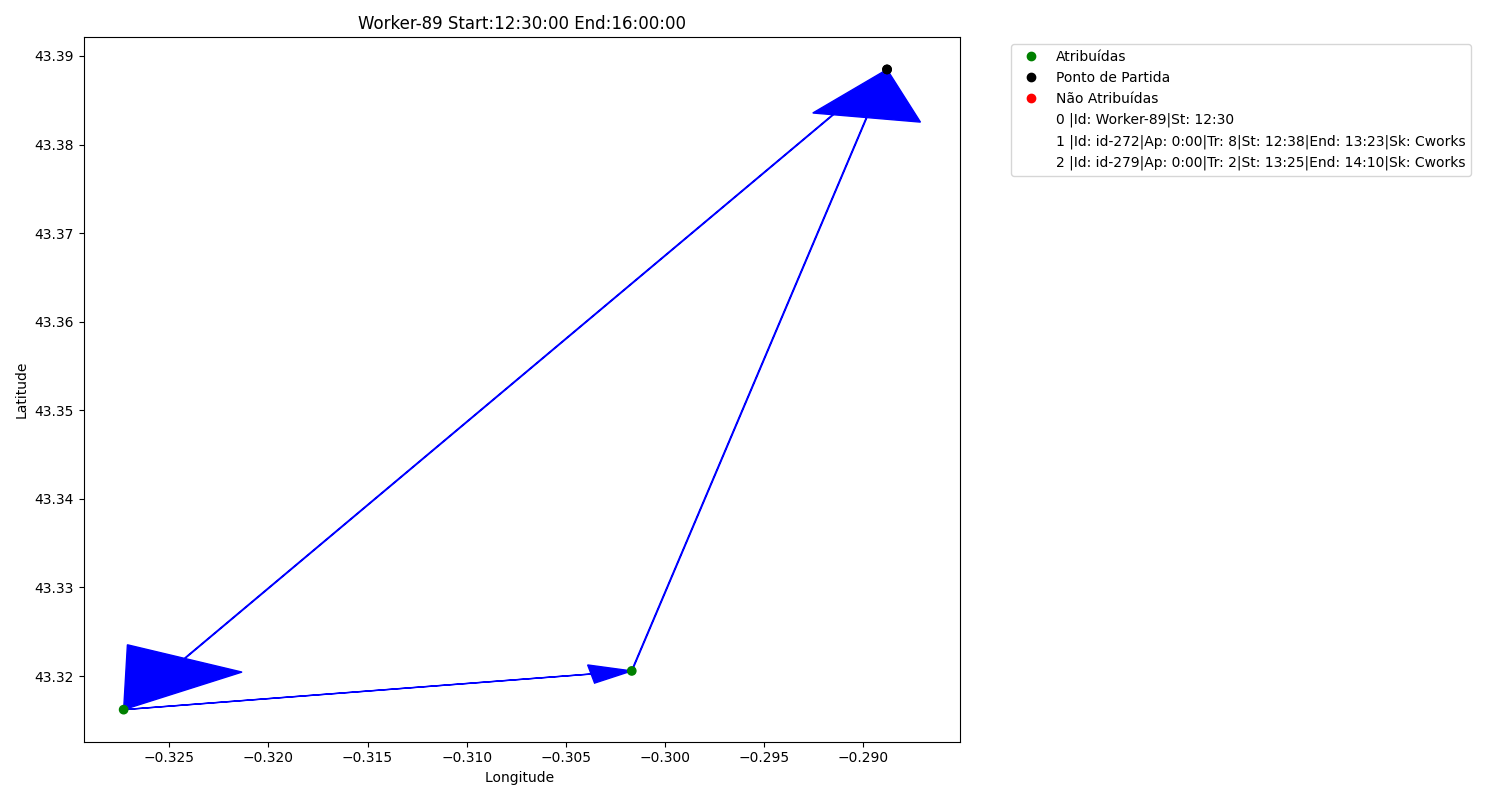 Worker-89 Start:12:30:00 End:16:00:00
43.39
43.38
43.37
43.36
43.35
43.34
43.33
43.32
Latitude
−0.325
−0.320
−0.315
−0.310
−0.305
−0.300
−0.295
−0.290
Longitude
Atribuídas
Ponto de Partida
Não Atribuídas
0 |Id: Worker-89|St: 12:30
1 |Id: id-272|Ap: 0:00|Tr: 8|St: 12:38|End: 13:23|Sk: Cworks
2 |Id: id-279|Ap: 0:00|Tr: 2|St: 13:25|End: 14:10|Sk: Cworks